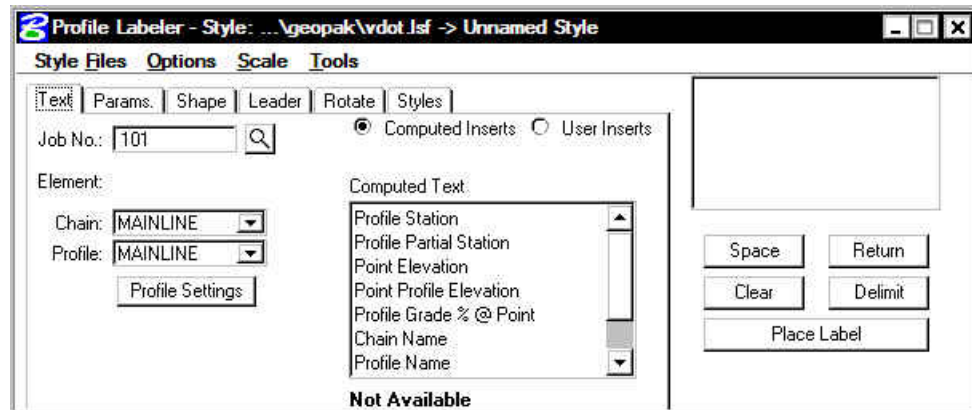 Profile Labeler - Style: ...\geopak\vdot.lsf -> Unnamed Style
Style Files Options Scale Tools
Text Params. Shape Leader Rotate Styles
Job No.: 101
Computed Inserts User Inserts
Element:
Chain: MAINLINE
Profile: MAINLINE
Profile Settings
Computed Text
Profile Station
Profile Partial Station
Point Elevation
Point Profile Elevation
Profile Grade % @ Point
Chain Name
Profile Name
Not Available
Space Return
Clear Delimit
Place Label